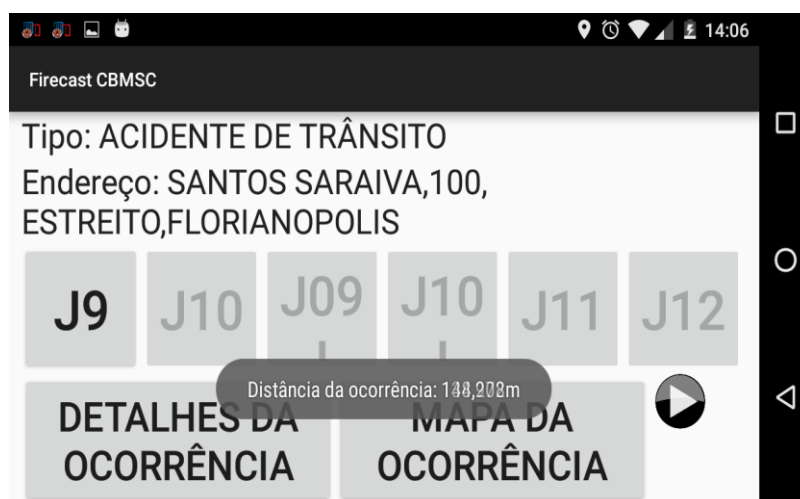 14:06
Firecast CBMSC
Tipo: ACIDENTE DE TRÂNSITO
Endereço: SANTOS SARAIVA,100,
ESTREITO,FLORIANOPOLIS
J9 J10 J09 J10 J11 J12
Distância da ocorrência:
DETALHES DA
OCORRÊNCIA
MAPA DA
OCORRÊNCIA